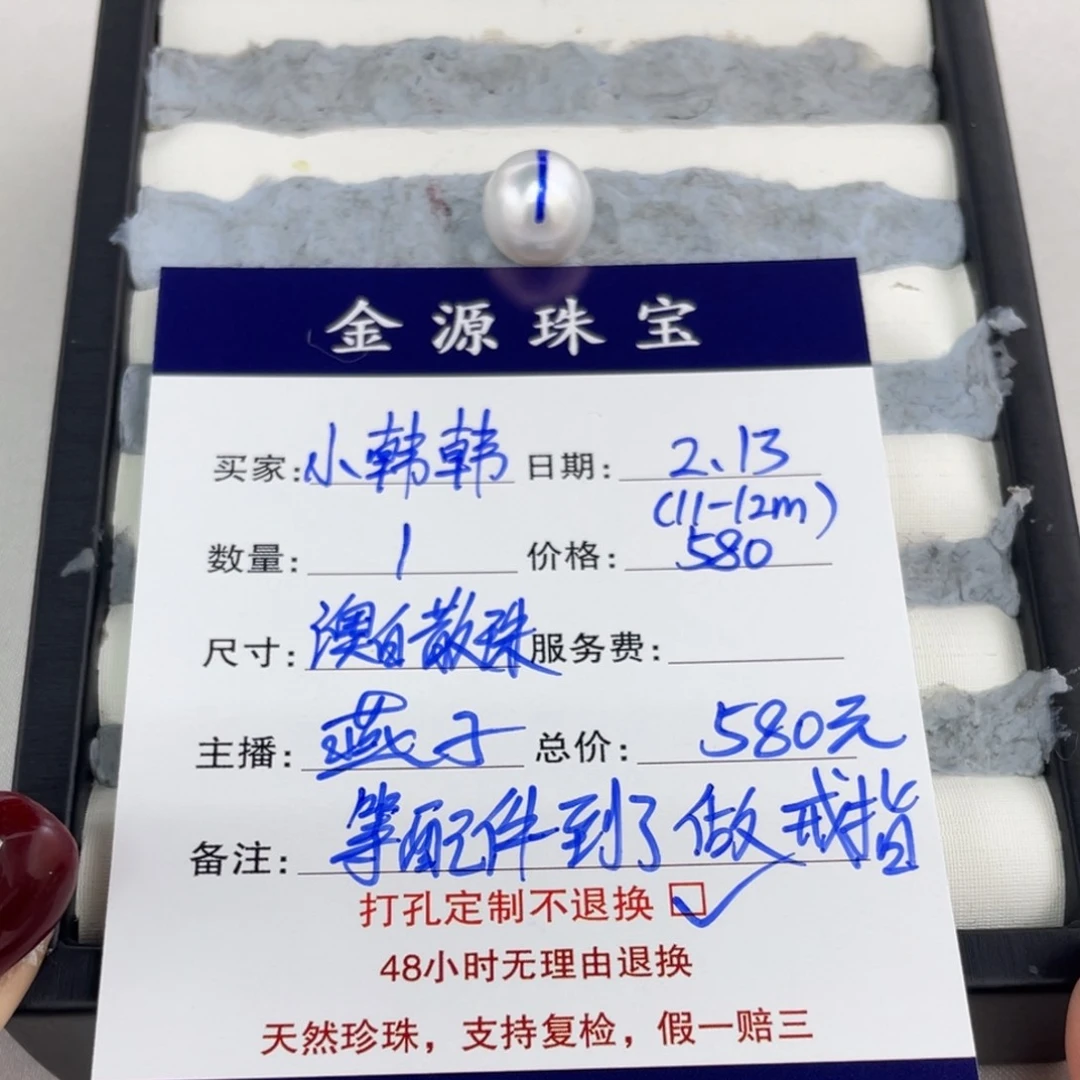 金源珠宝
买家:小韩韩 日期:2、13
(11-12m)
数量:1 价格:580
尺寸:澳白散珠 服务费:
主播:燕子 总价:580元
备注:等配件到了做戒指
打孔定制不退换 ☑
48小时无理由退换
天然珍珠，支持复检，假一赔三